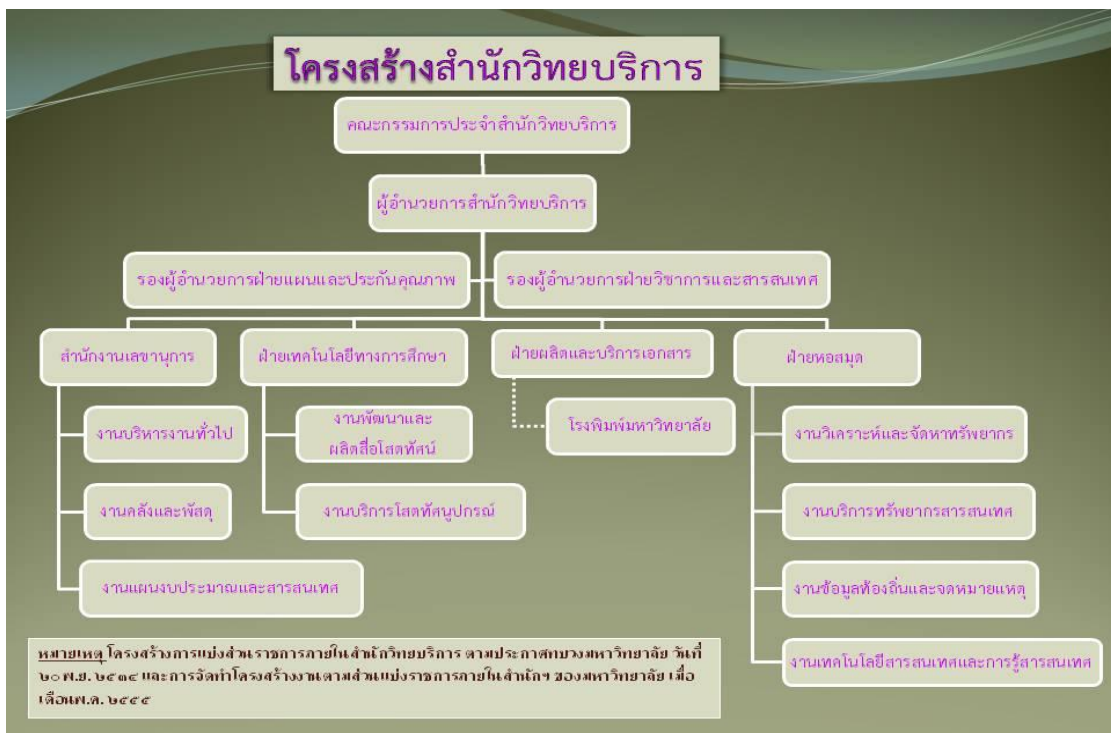 โครงสร้างสำนักวิทยบริการ
คณะกรรมการประจำสำนักวิทยบริการ
ผู้อำนวยการสำนักวิทยบริการ
รองผู้อำนวยการฝ่ายแผนและประกันคุณภาพ
รองผู้อำนวยการฝ่ายวิชาการและสารสนเทศ
สำนักงานเลขานุการ
ฝ่ายเทคโนโลยีทางการศึกษา
ฝ่ายผลิตและบริการเอกสาร
ฝ่ายหอสมุด
งานบริหารงานทั่วไป
งานคลังและพัสดุ
งานแผนงบประมาณและสารสนเทศ
งานพัฒนาและ
ผลิตสื่อโสตทัศน์
งานบริการโสตทัศนูปกรณ์
โรงพิมพ์มหาวิทยาลัย
งานวิเคราะห์และจัดหาทรัพยากร
งานบริการทรัพยากรสารสนเทศ
งานข้อมูลท้องถิ่นและจดหมายเหตุ
งานเทคโนโลยีสารสนเทศและการรู้สารสนเทศ
หมายเหตุ โครงสร้างการแบ่งส่วนราชการภายในสำนักวิทยบริการ ตามประกาศทบวงมหาวิทยาลัย วันที่
๒๐ พ.ย. ๒๕๓๔ และการจัดทำโครงสร้างงานตามส่วนแบ่งราชการภายในสำนักฯ ของมหาวิทยาลัย เมื่อ
เดือนพ.ค. ๒๕๕๕